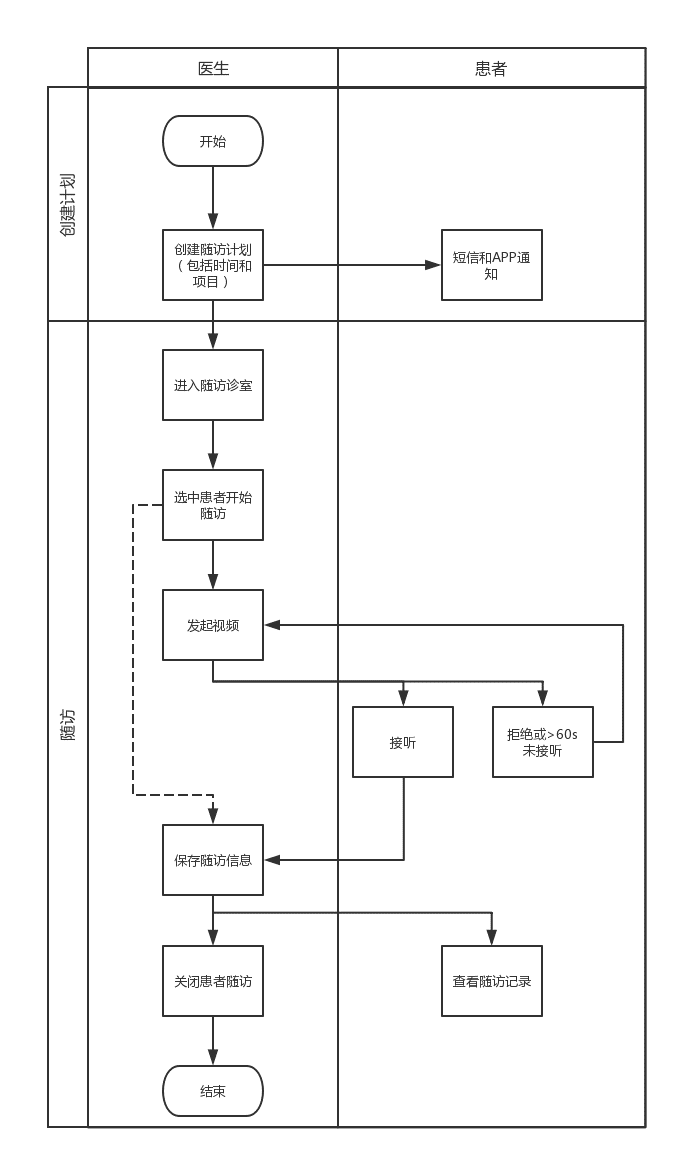 医生
患者
创建计划
开始
创建随访计划
（包括时间和
项目）
短信和APP通
知
随访
进入随访诊室
选中患者开始
随访
发起视频
接听
拒绝或>60s
未接听
保存随访信息
关闭患者随访
查看随访记录
结束